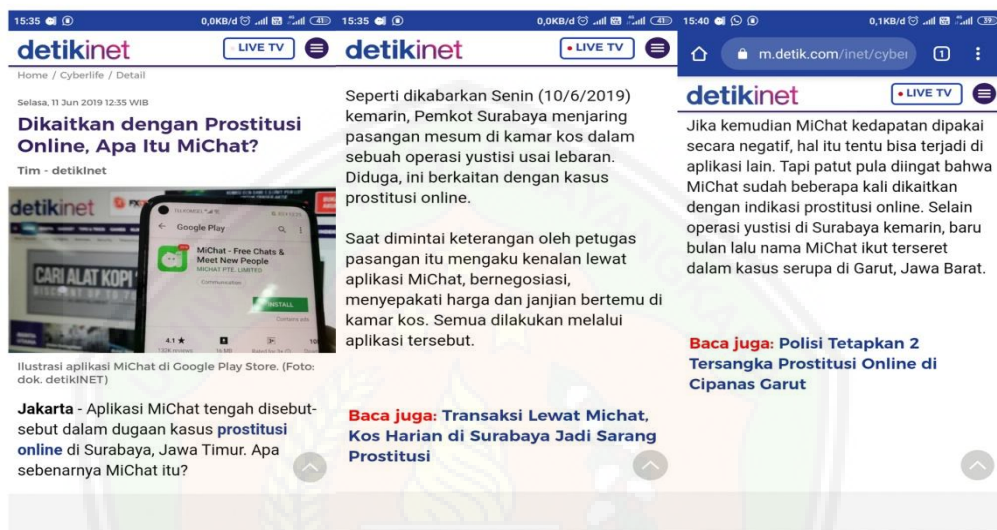 15:35
0,0KB/d
41
detikinet
LIVE TV
Home / Cyberlife / Detail
Selasa, 11 Jun 2019 12:35 WIB
Dikaitkan dengan Prostitusi
Online, Apa Itu MiChat?
Tim - detikInet
detikinet
CARI ALAT KOPI
Google Play
MiChat - Free Chats &
Meet New People
MICHAT PTE. LIMITED
Communication
INSTALL
Contains ads
4.1 ★
Ilustrasi aplikasi MiChat di Google Play Store. (Foto:
dok. detikINET)
Jakarta - Aplikasi MiChat tengah disebut-
sebut dalam dugaan kasus prostitusi
online di Surabaya, Jawa Timur. Apa
sebenarnya MiChat itu?
15:35
0,0KB/d
41
detikinet
LIVE TV
Seperti dikabarkan Senin (10/6/2019)
kemarin, Pemkot Surabaya menjaring
pasangan mesum di kamar kos dalam
sebuah operasi yustisi usai lebaran.
Diduga, ini berkaitan dengan kasus
prostitusi online.
Saat dimintai keterangan oleh petugas
pasangan itu mengaku kenalan lewat
aplikasi MiChat, bernegosiasi,
menyepakati harga dan janjian bertemu di
kamar kos. Semua dilakukan melalui
aplikasi tersebut.
Baca juga: Transaksi Lewat Michat,
Kos Harian di Surabaya Jadi Sarang
Prostitusi
15:40
0,1KB/d
39
m.detik.com/inet/cyber
1
detikinet
LIVE TV
Jika kemudian MiChat kedapatan dipakai
secara negatif, hal itu tentu bisa terjadi di
aplikasi lain. Tapi patut pula diingat bahwa
MiChat sudah beberapa kali dikaitkan
dengan indikasi prostitusi online. Selain
operasi yustisi di Surabaya kemarin, baru
bulan lalu nama MiChat ikut terseret
dalam kasus serupa di Garut, Jawa Barat.
Baca juga: Polisi Tetapkan 2
Tersangka Prostitusi Online di
Cipanas Garut